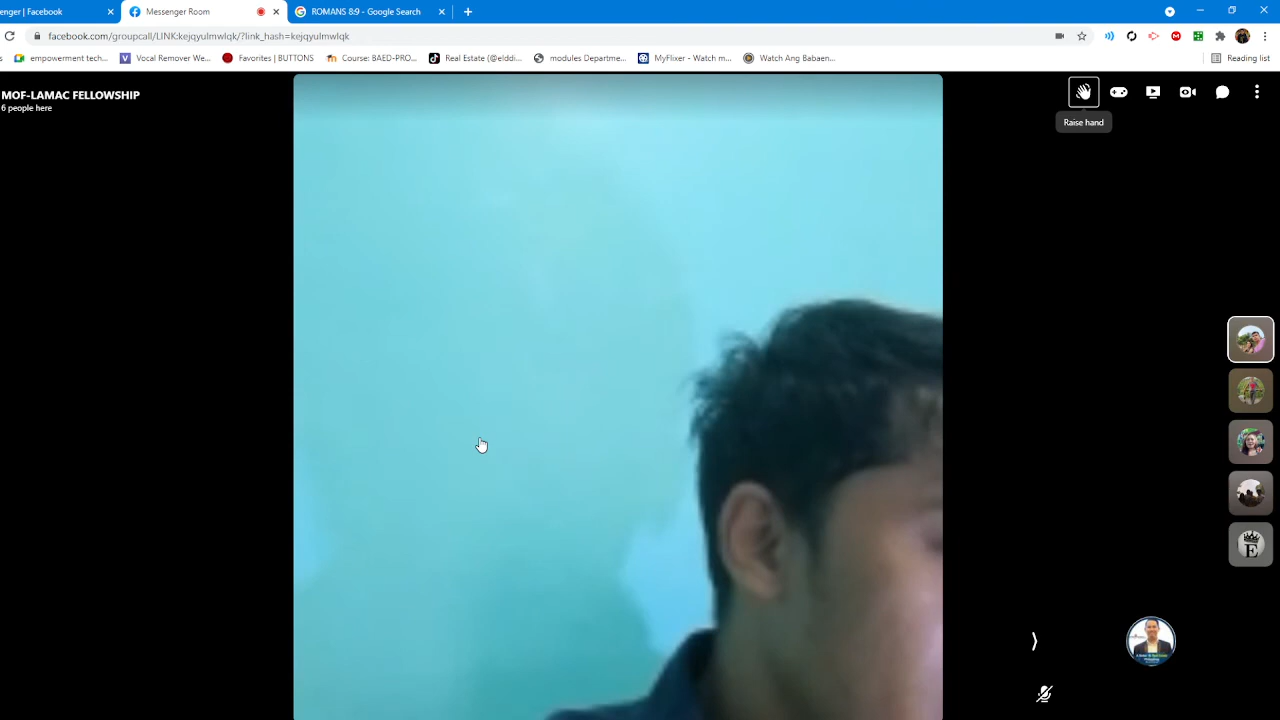 nger | Facebook
Messenger Room
ROMANS 8:9 - Google Search
facebook.com/groupcall/LINK:kejqyulmwlqk/?link_hash=kejqyulmwlqk
s
empowerment tech...
Vocal Remover We...
Favorites | BUTTONS
Course: BAED-PRO...
Real Estate (@elddi...
modules Departme...
MyFlixer - Watch m...
Watch Ang Babaen...
Reading list
MOF-LAMAC FELLOWSHIP
6 people here
Raise hand
E